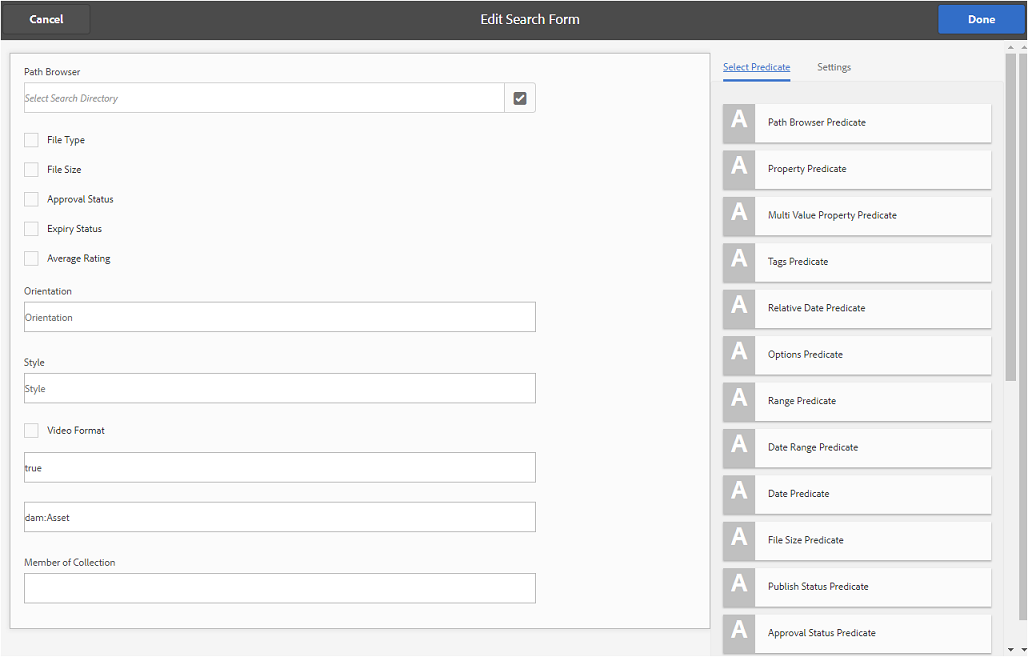 Cancel
Edit Search Form
Done
Path Browser
Select Search Directory
File Type
File Size
Approval Status
Expiry Status
Average Rating
Orientation
Orientation
Style
Style
Video Format
true
dam:Asset
Member of Collection
Select Predicate
Settings
A Path Browser Predicate
A Property Predicate
A Multi Value Property Predicate
A Tags Predicate
A Relative Date Predicate
A Options Predicate
A Range Predicate
A Date Range Predicate
A Date Predicate
A File Size Predicate
A Publish Status Predicate
A Approval Status Predicate